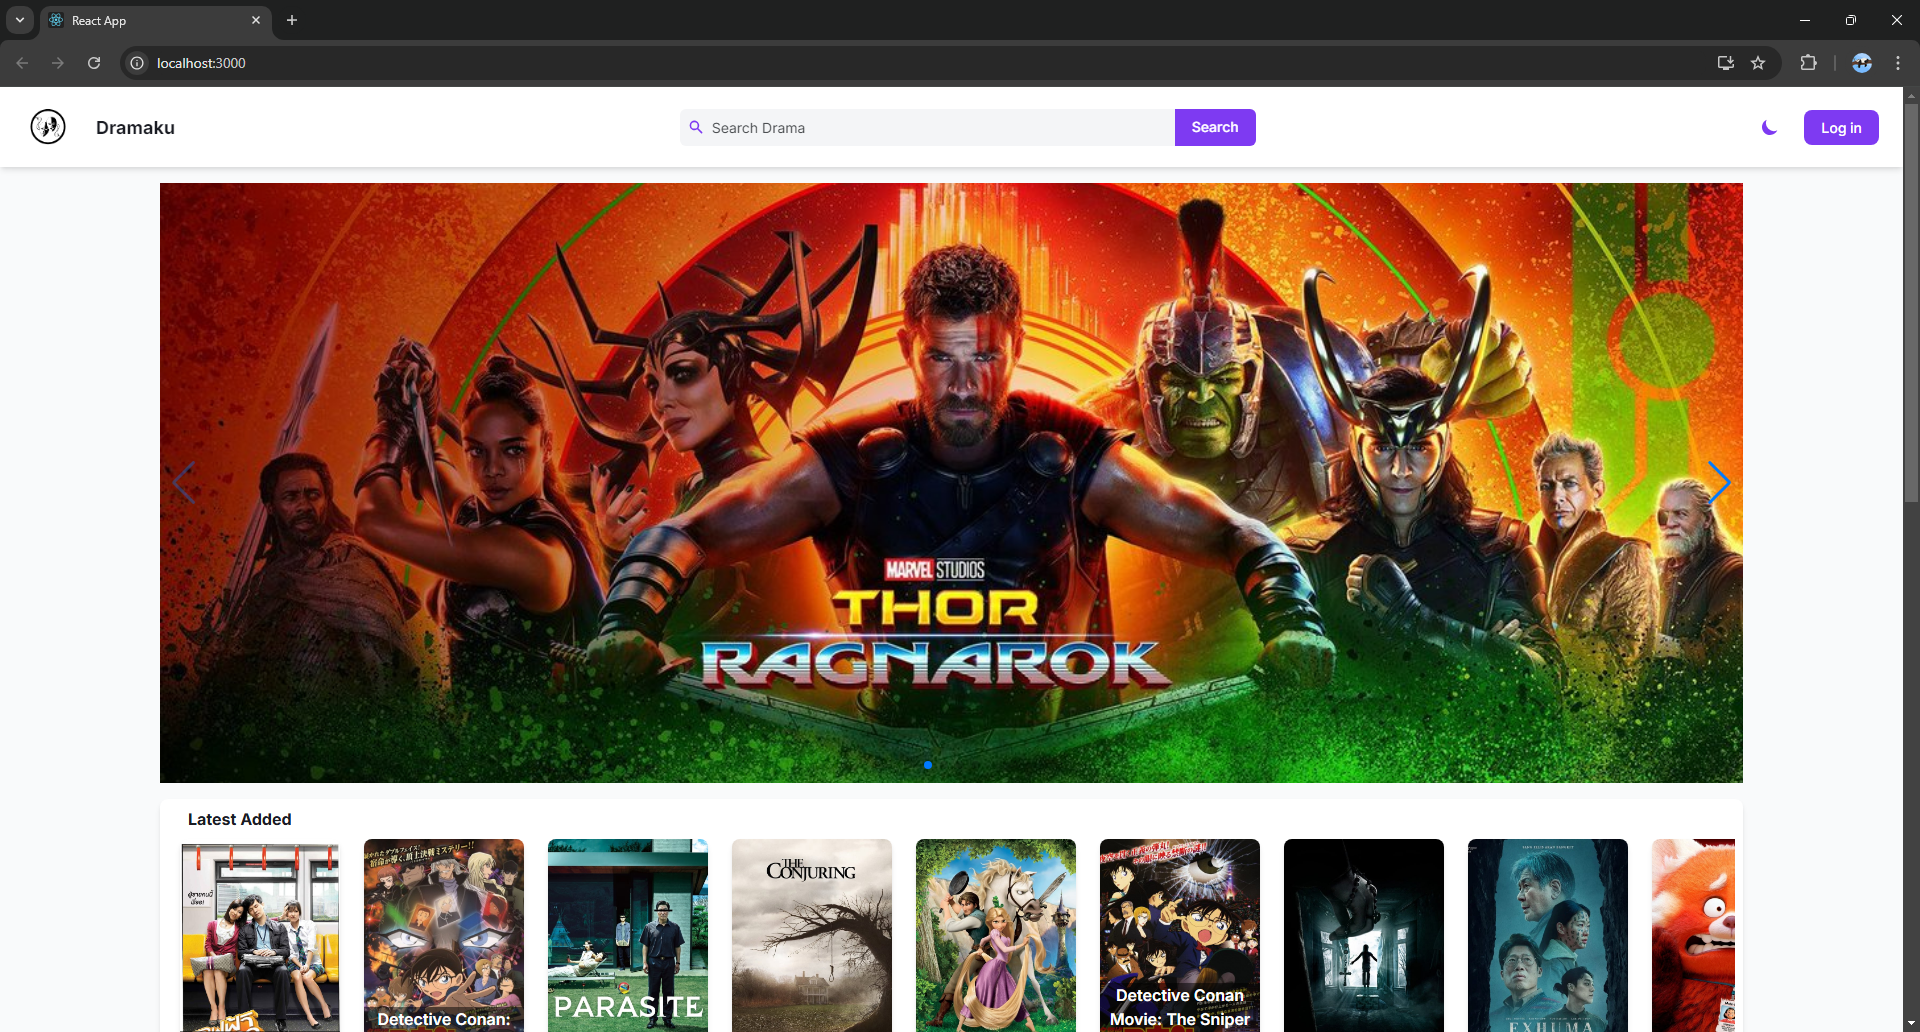 React App
localhost:3000
Dramaku
Search Drama
Search
Log in
MARVEL STUDIOS
THOR
RAGNAROK
Latest Added
Detective Conan:
PARASITE
THE
CONJURING
Detective Conan
Movie: The Sniper
EXHUMA